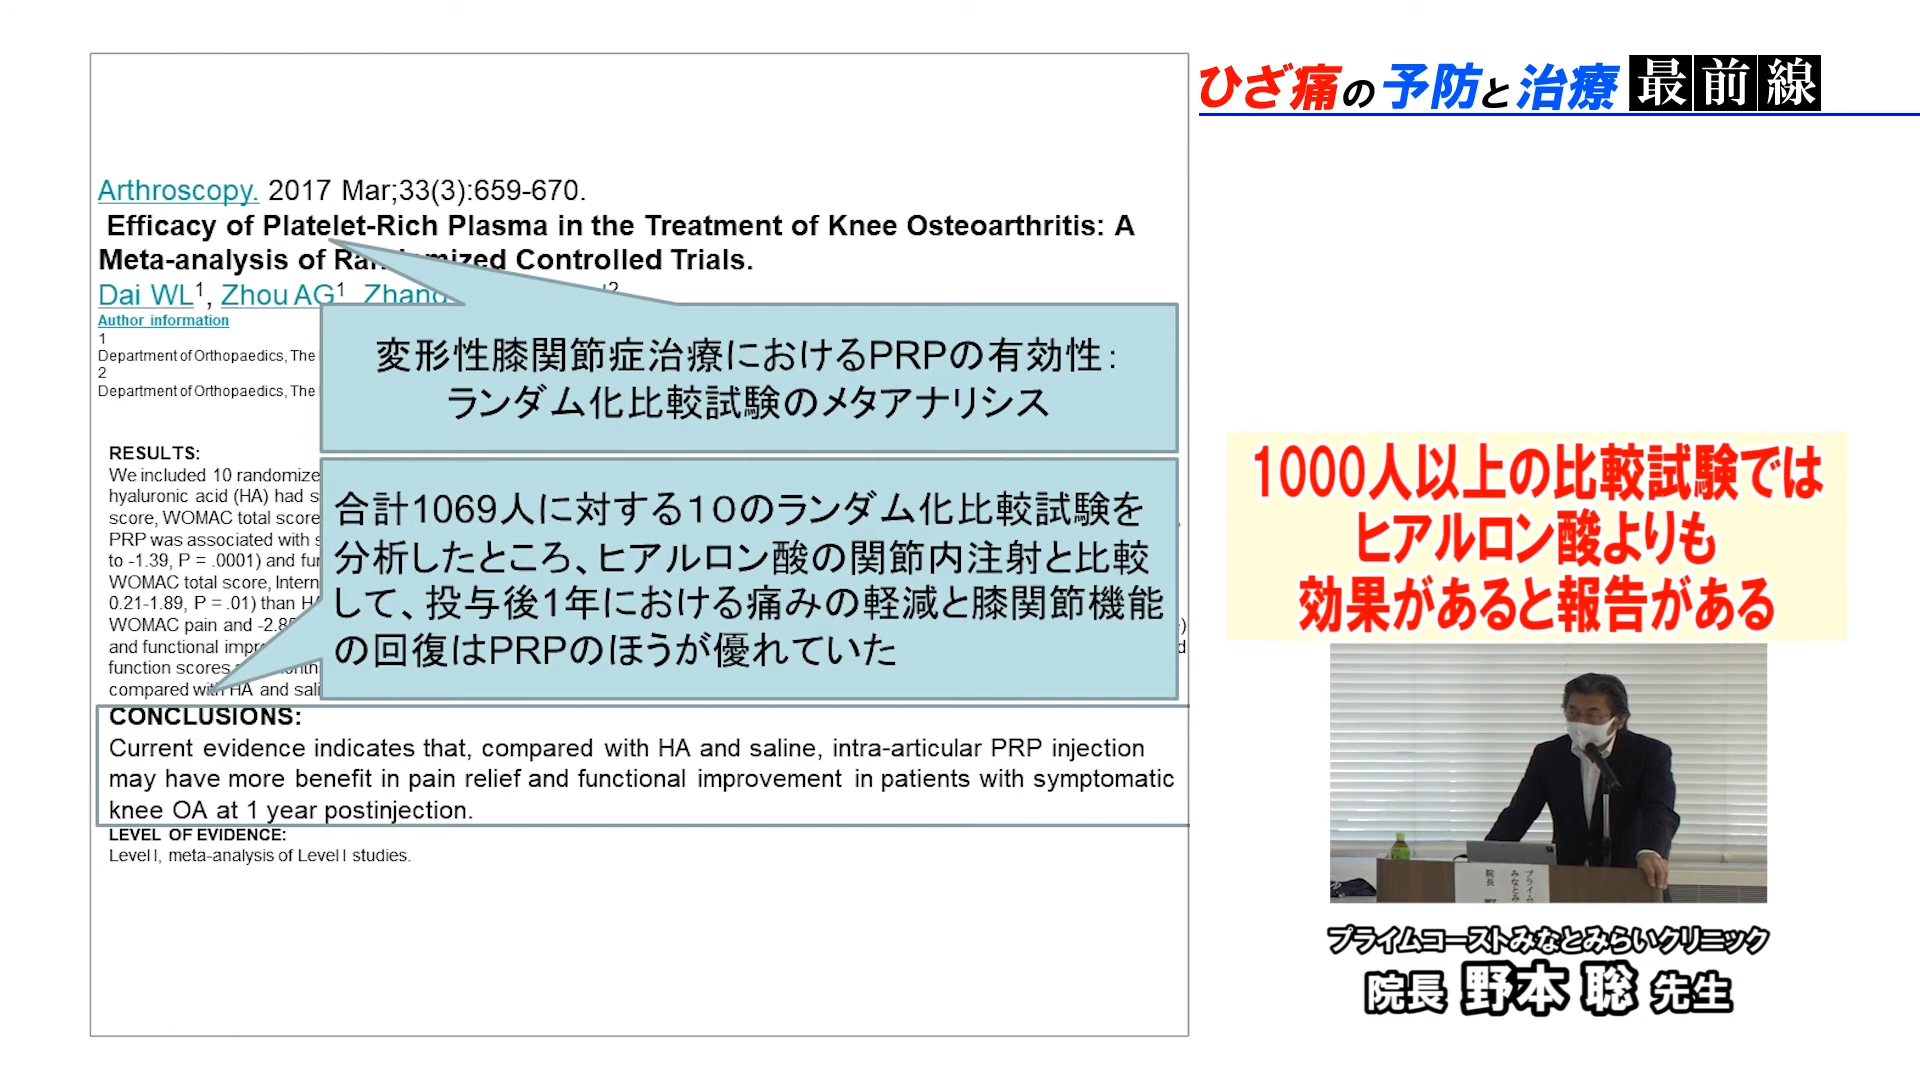 ひざ痛の予防と治療最前線
Arthroscopy. 2017 Mar;33(3):659-670.
Efficacy of Platelet-Rich Plasma in the Treatment of Knee Osteoarthritis: A
Meta-analysis of Randomized Controlled Trials.
Dai WL1, Zhou AG1, Zhang
2
Author information
1
Department of Orthopaedics, The
2
Department of Orthopaedics, The
変形性膝関節症治療におけるPRPの有効性：
ランダム化比較試験のメタアナリシス
RESULTS:
We included 10 randomize
hyaluronic acid (HA) had s
score, WOMAC total score
PRP was associated with s
to -1.39, P = .0001) and fun
WOMAC total score, Intern
0.21-1.89, P = .01) than HA
WOMAC pain and -2.85
and functional impr
function scores
compared with HA and sali
合計1069人に対する１０のランダム化比較試験を
分析したところ、ヒアルロン酸の関節内注射と比較
して、投与後1年における痛みの軽減と膝関節機能
の回復はPRPのほうが優れていた
CONCLUSIONS:
Current evidence indicates that, compared with HA and saline, intra-articular PRP injection
may have more benefit in pain relief and functional improvement in patients with symptomatic
knee OA at 1 year postinjection.
LEVEL OF EVIDENCE:
Level I, meta-analysis of Level I studies.
1000人以上の比較試験では
ヒアルロン酸よりも
効果があると報告がある
プライム
みなとみ
院長 野
プライムコーストみなとみらいクリニック
院長 野本 聡 先生